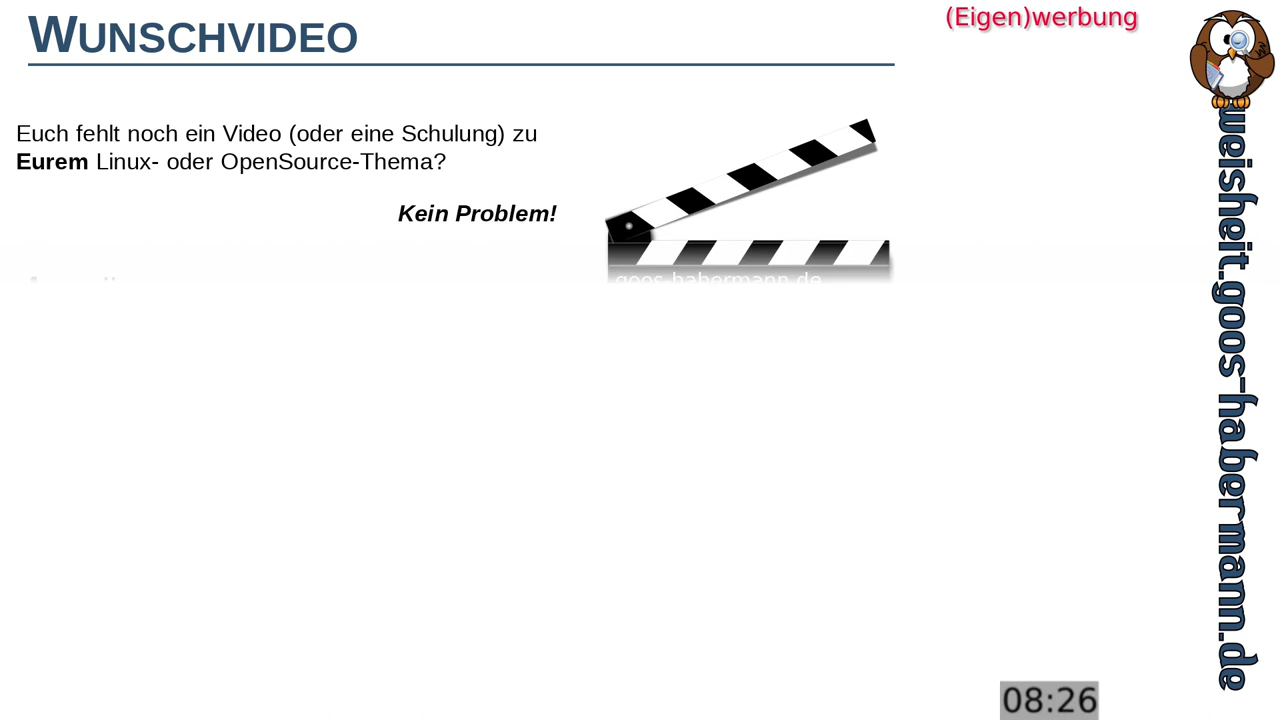 WUNSCHVIDEO
(Eigen)werbung
Euch fehlt noch ein Video (oder eine Schulung) zu
Eurem Linux- oder OpenSource-Thema?
Kein Problem!
goos-habermann.de
weisheit.goos-habermann.de
08:26